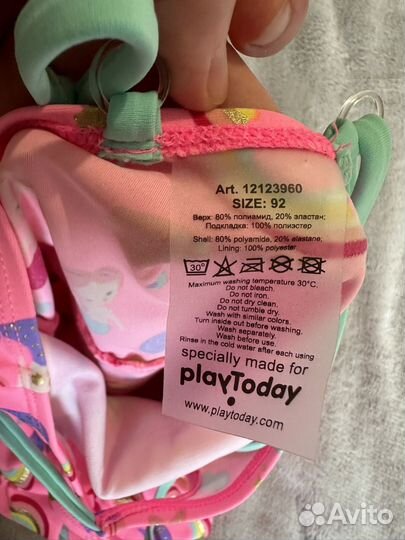 Art. 12123960
SIZE: 92
Верх: 80% полиамид, 20% эластан;
Подкладка: 100% полиэстер
Shell: 80% polyamide, 20% elastane,
Lining: 100% polyester
30°
Maximum washing temperature 30°C.
Do not bleach.
Do not iron.
Do not dry clean.
Do not tumble dry.
Wash with similar colors.
Turn inside out before washing.
Wash separately.
Wash before use.
Rinse in the cold water after each using
specially made for
playToday
www.playtoday.com
Avito